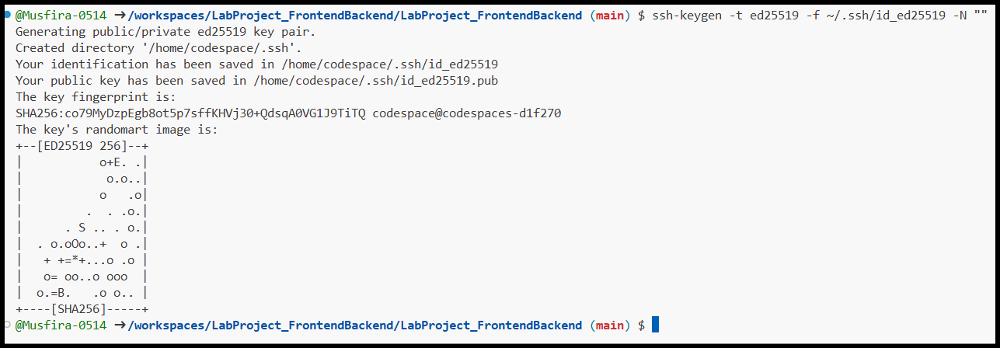 @Musfira-0514 ➜/workspaces/LabProject_FrontendBackend/LabProject_FrontendBackend (main) $ ssh-keygen -t ed25519 -f ~/.ssh/id_ed25519 -N ""
Generating public/private ed25519 key pair.
Created directory '/home/codespace/.ssh'.
Your identification has been saved in /home/codespace/.ssh/id_ed25519
Your public key has been saved in /home/codespace/.ssh/id_ed25519.pub
The key fingerprint is:
SHA256:co79MyDzpEgb8ot5p7sffKHVj30+QdsqA0VG1J9TiTQ codespace@codespaces-d1f270
The key's randomart image is:
+--[ED25519 256]--+
|           o+E. .|
|            o.o..|
|           o   .o|
|         .  . .o.|
|      . S .. . o.|
|  . o.oOo..+  o .|
|   + +=*+...o .o |
|   o= oo..o ooo  |
|  o.=B.   .o o.. |
+----[SHA256]-----+
@Musfira-0514 ➜/workspaces/LabProject_FrontendBackend/LabProject_FrontendBackend (main) $